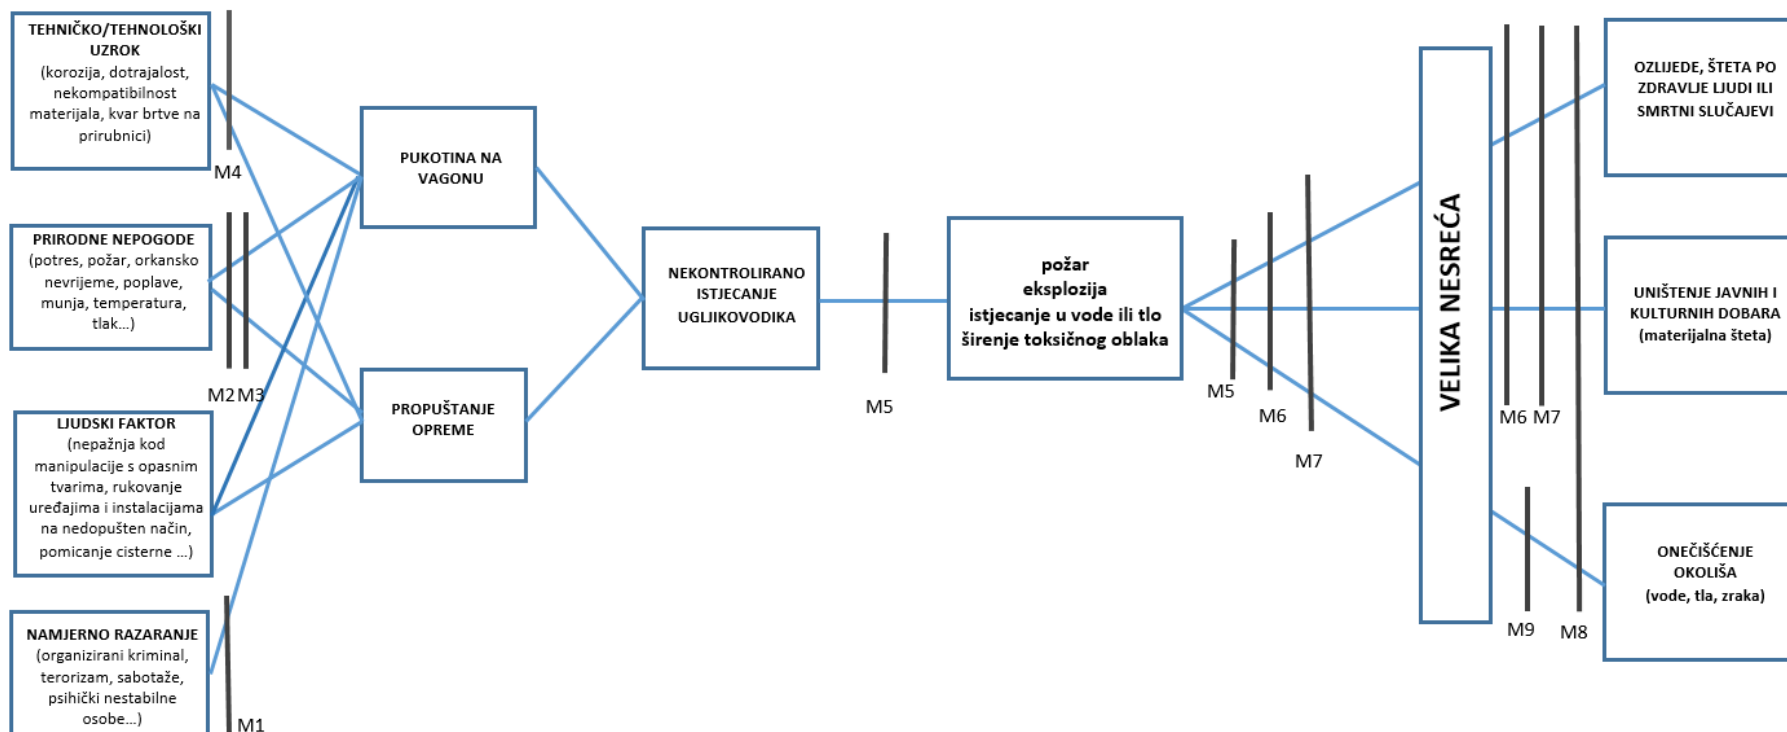 TEHNIČKO/TEHNOLOŠKI
UZROK
(korozija, dotrajalost,
nekompatibilnost
materijala, kvar brtve na
prirubnici)
M4
PRIRODNE NEPOGODE
(potres, požar, orkansko
nevrijeme, poplave,
munja, temperatura,
tlak...)
M2
M3
LJUDSKI FAKTOR
(nepažnja kod
manipulacije s opasnim
tvarima, rukovanje
uređajima i instalacijama
na nedopušten način,
pomicanje cisterne ...)
NAMJERNO RAZARANJE
(organizirani kriminal,
terorizam, sabotaže,
psihički nestabilne
osobe...)
M1
PUKOTINA NA
VAGONU
PROPUŠTANJE
OPREME
NEKONTROLIRANO
ISTJECANJE
UGLJIKOVODIKA
M5
požar
eksplozija
istjecanje u vode ili tlo
širenje toksičnog oblaka
M5
M6
M7
VELIKA NESREĆA
M6
M7
M9
M8
OZLIJEDE, ŠTETA PO
ZDRAVLJE LJUDI ILI
SMRTNI SLUČAJEVI
UNIŠTENJE JAVNIH I
KULTURNIH DOBARA
(materijalna šteta)
ONEČIŠĆENJE
OKOLIŠA
(vode, tla, zraka)